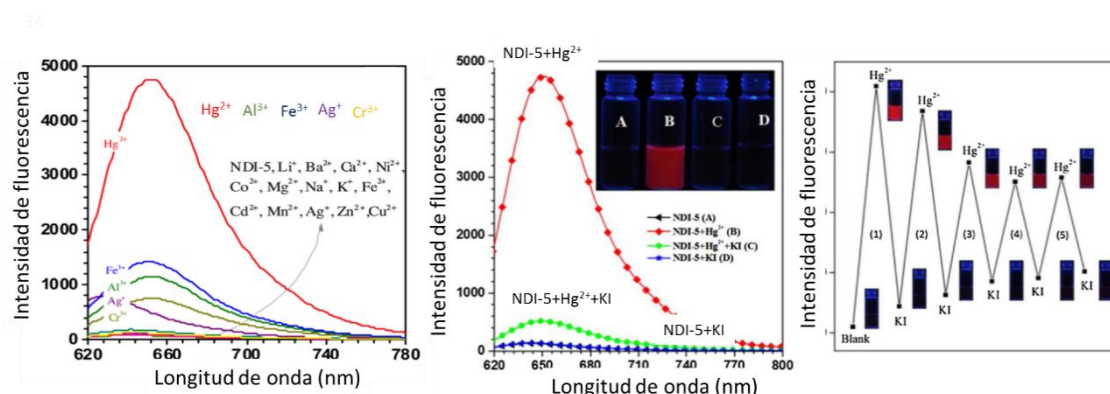 34
5000
4000
3000
2000
1000
0
620
660
700
740
780
Intensidad de fluorescencia
Longitud de onda (nm)
Hg²⁺ Al³⁺ Fe³⁺ Ag⁺ Cr³⁺
Hg²⁺
NDI-5, Li⁺, Ba²⁺, Ca²⁺, Ni²⁺,
Co²⁺, Mg²⁺, Na⁺, K⁺, Fe²⁺,
Cd²⁺, Mn²⁺, Ag⁺, Zn²⁺,Cu²⁺
Fe³⁺
Al³⁺
Ag⁺
Cr³⁺
NDI-5+Hg²⁺
5000
4000
3000
2000
1000
0
620
650
680
710
740
770
800
Intensidad de fluorescencia
Longitud de onda (nm)
A B C D
NDI-5 (A)
NDI-5+Hg²⁺ (B)
NDI-5+Hg²⁺+KI (C)
NDI-5+KI (D)
NDI-5+Hg²⁺+KI
NDI-5+KI
Intensidad de fluorescencia
Hg²⁺
Hg²⁺
Hg²⁺
Hg²⁺
Hg²⁺
(1)
(2)
(3)
(4)
(5)
KI
KI
KI
KI
KI
Blank